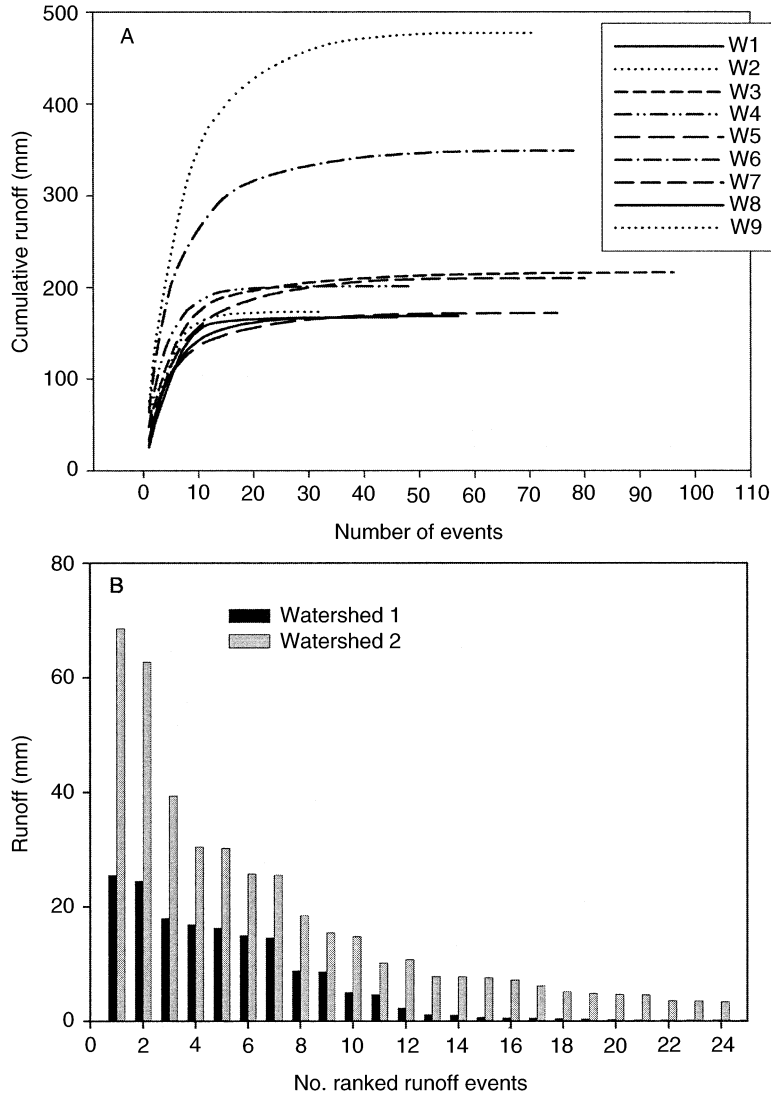 A
500
400
300
200
100
0
Cumulative runoff (mm)
0 10 20 30 40 50 60 70 80 90 100 110
Number of events
W1
W2
W3
W4
W5
W6
W7
W8
W9
B
80
60
40
20
0
Runoff (mm)
Watershed 1
Watershed 2
0 2 4 6 8 10 12 14 16 18 20 22 24
No. ranked runoff events